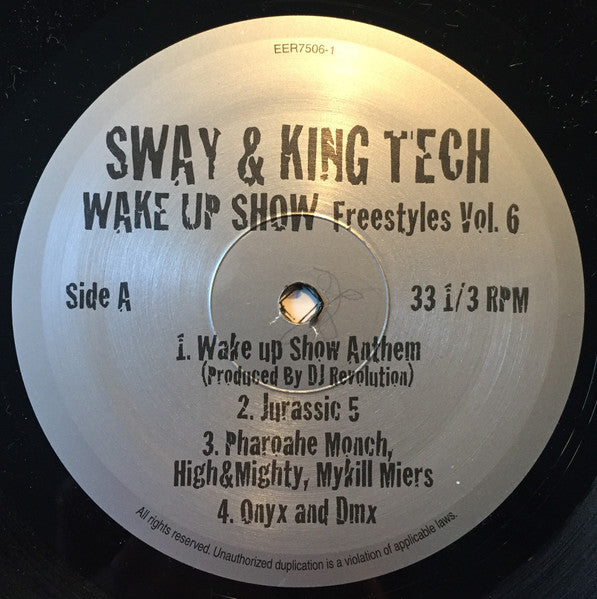 EER7506-1
SWAY & KING TECH
WAKE UP SHOW Freestyles Vol. 6
Side A
33 1/3 RPM
1. Wake up Show Anthem
(Produced By DJ Revolution)
2. Jurassic 5
3. Pharoahe Monch,
High&Mighty, Mykill Miers
4. Onyx and Dmx
All rights reserved. Unauthorized duplication is a violation of applicable laws.